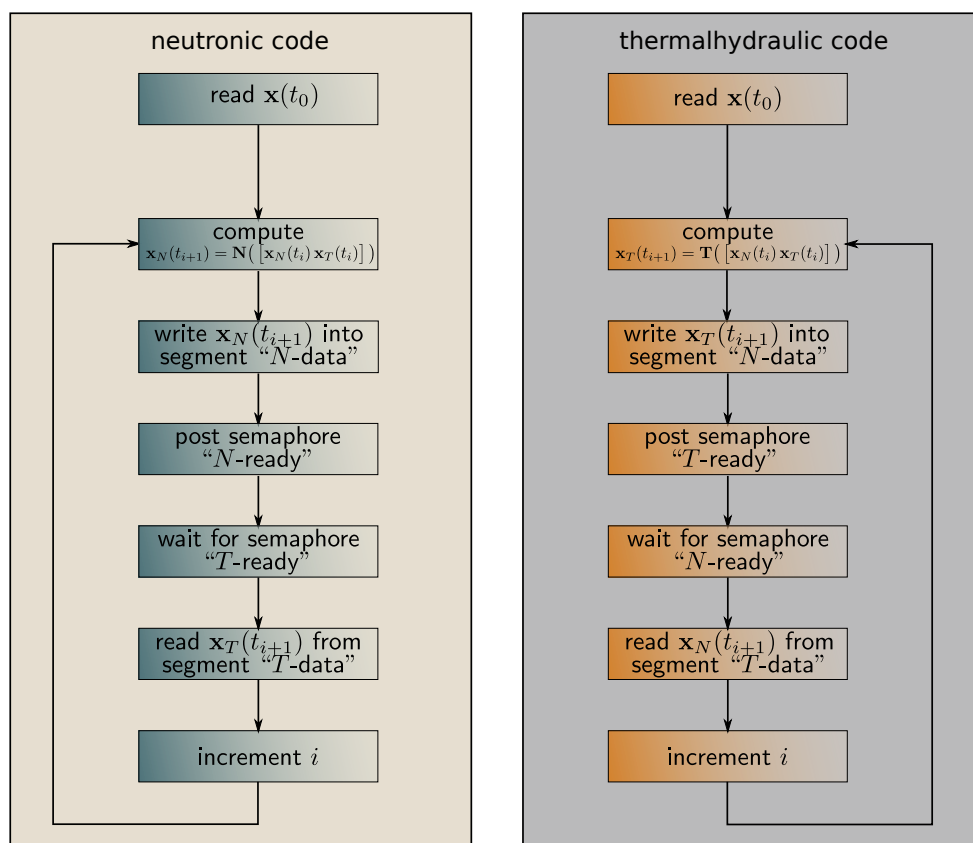 neutronic code
read x(t₀)
compute
x_N(t_{i+1}) = N( [x_N(t_i) x_T(t_i)] )
write x_N(t_{i+1}) into
segment “N-data”
post semaphore
“N-ready”
wait for semaphore
“T-ready”
read x_T(t_{i+1}) from
segment “T-data”
increment i
thermalhydraulic code
read x(t₀)
compute
x_T(t_{i+1}) = T( [x_N(t_i) x_T(t_i)] )
write x_T(t_{i+1}) into
segment “N-data”
post semaphore
“T-ready”
wait for semaphore
“N-ready”
read x_N(t_{i+1}) from
segment “T-data”
increment i